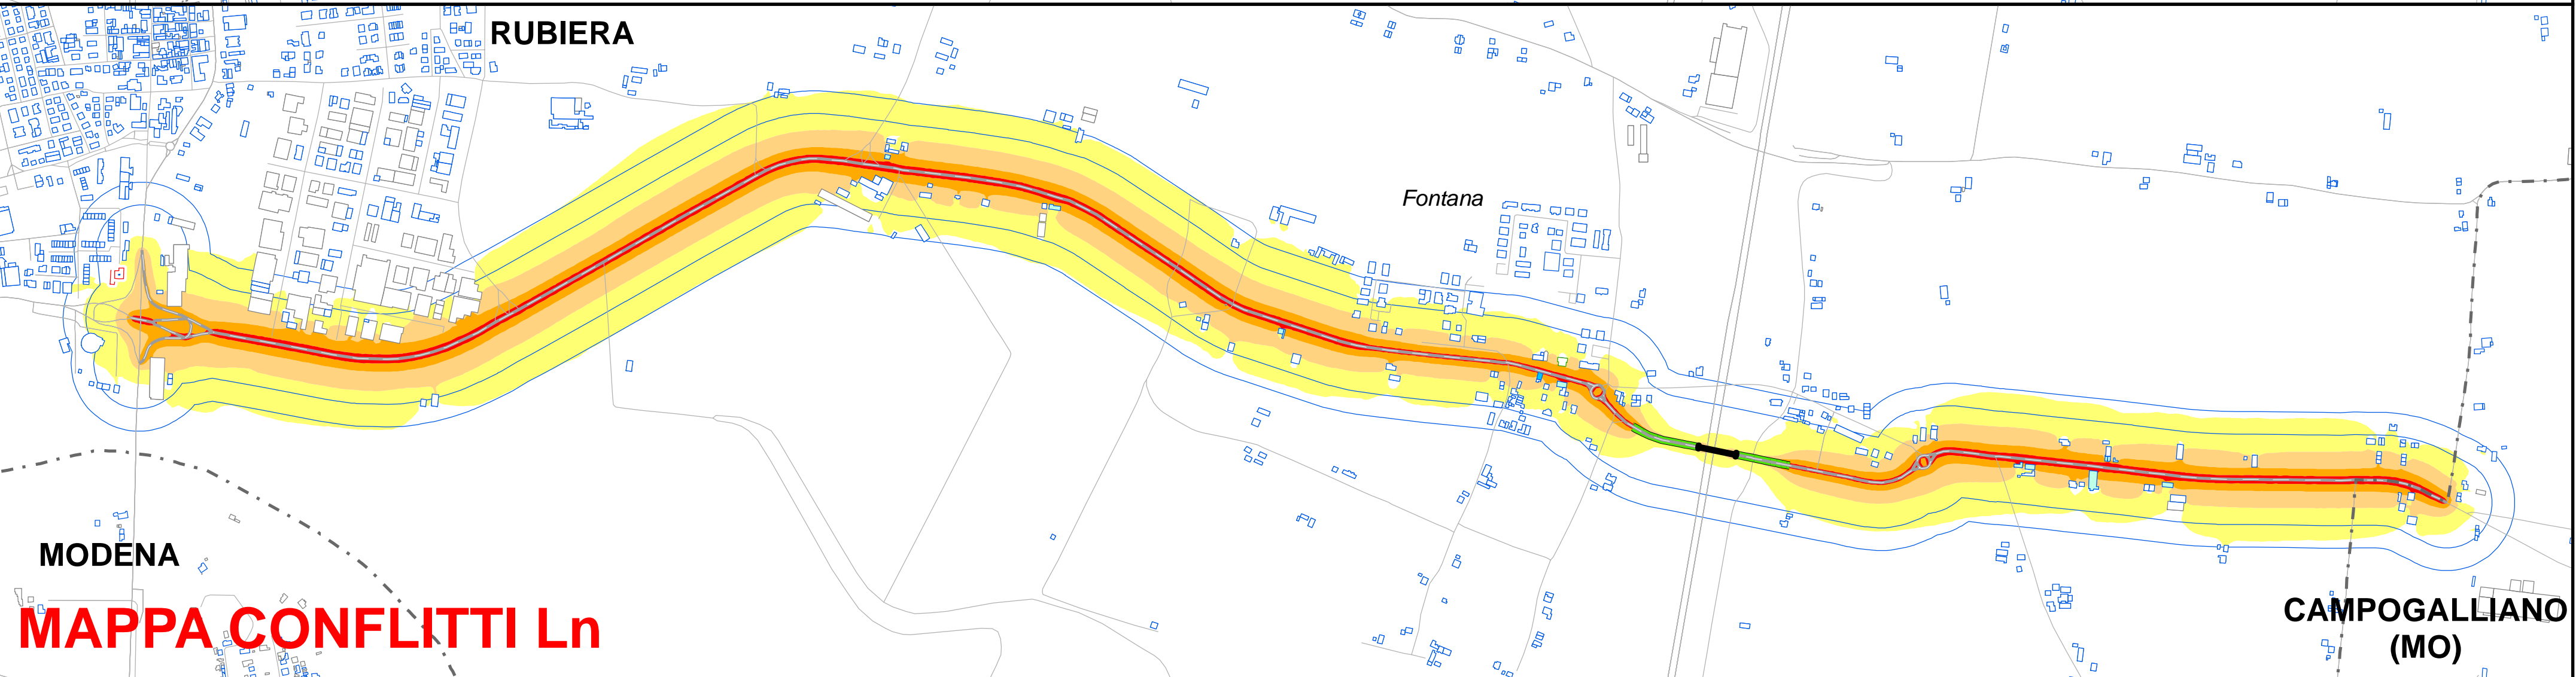 RUBIERA
Fontana
MODENA
MAPPA CONFLITTI Ln
CAMPOGALLIANO
(MO)